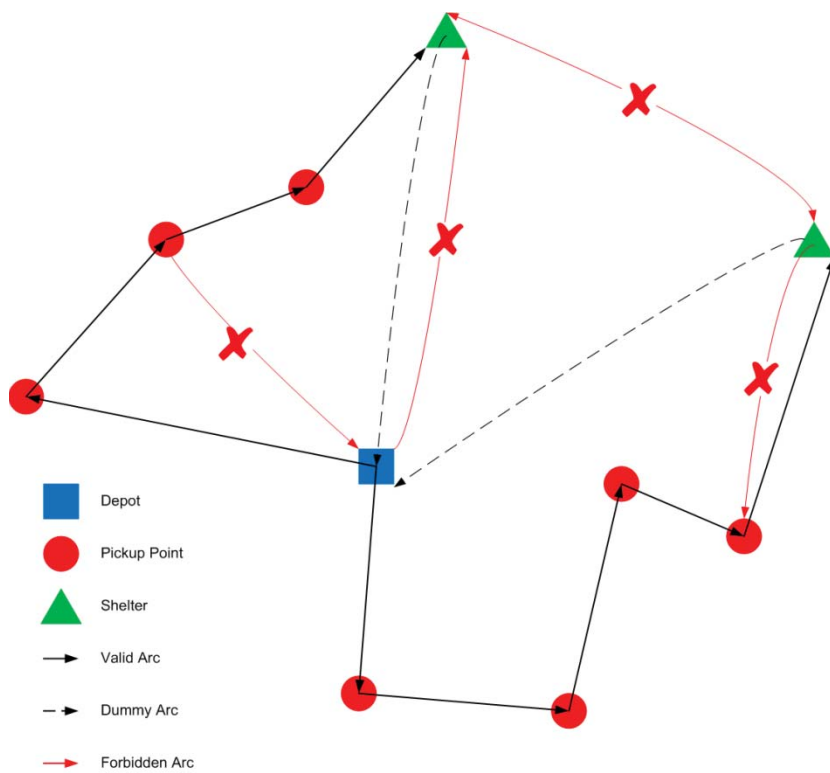 Depot
Pickup Point
Shelter
Valid Arc
Dummy Arc
Forbidden Arc